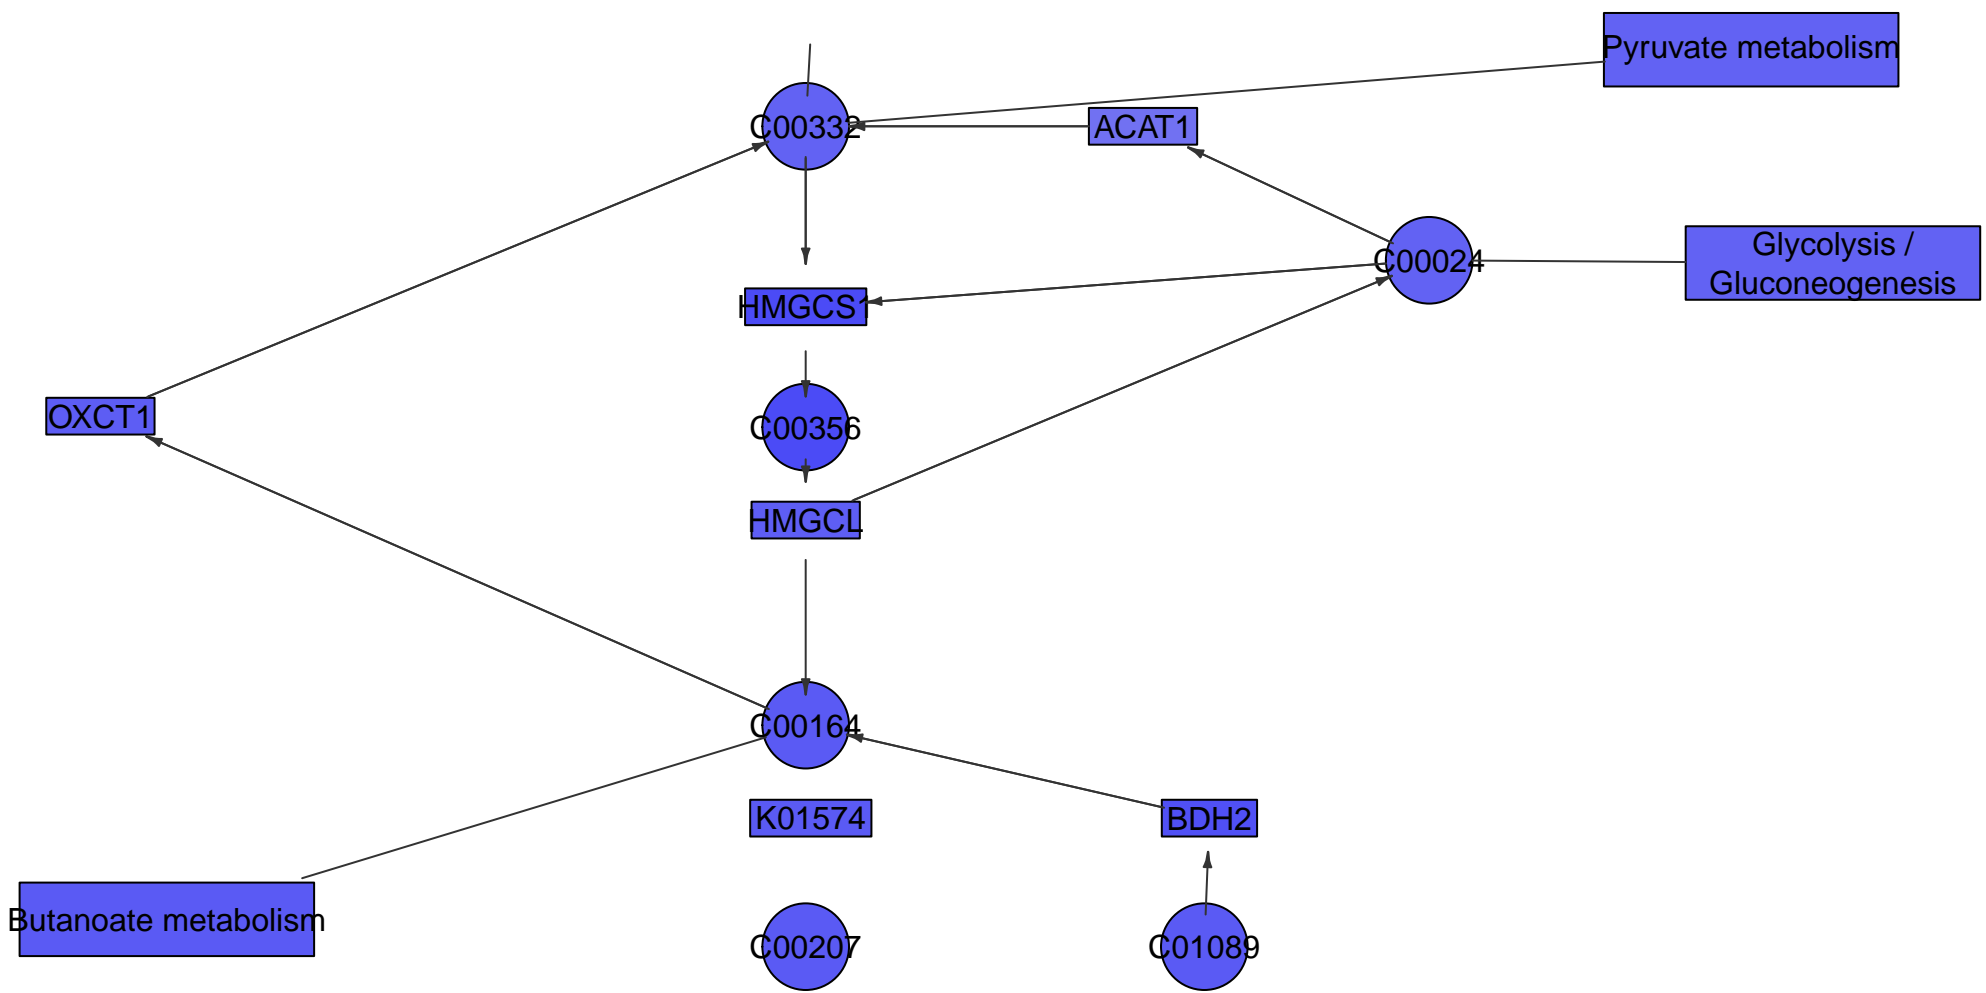 Pyruvate metabolism
C00332
ACAT1
Glycolysis /
Gluconeogenesis
C00024
HMGCS1
OXCT1
C00356
HMGCL
C00164
K01574
BDH2
Butanoate metabolism
C00207
C01089